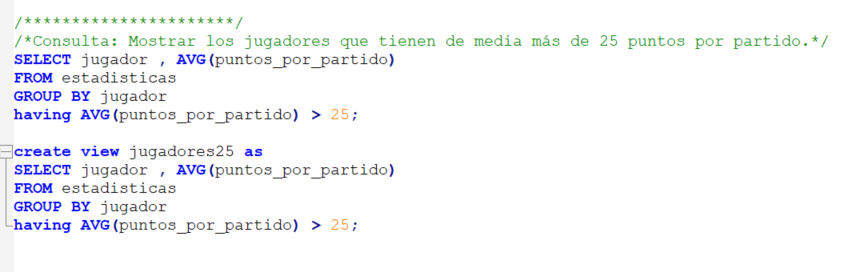 /**********************/
/*Consulta: Mostrar los jugadores que tienen de media más de 25 puntos por partido.*/
SELECT jugador , AVG(puntos_por_partido)
FROM estadisticas
GROUP BY jugador
having AVG(puntos_por_partido) > 25;
create view jugadores25 as
SELECT jugador , AVG(puntos_por_partido)
FROM estadisticas
GROUP BY jugador
having AVG(puntos_por_partido) > 25;